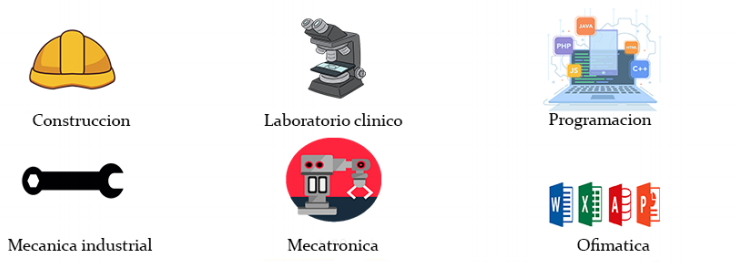 JAVA
PHP
HTML
JS
C++
Construccion
Laboratorio clinico
Programacion
W X A P
Mecanica industrial
Mecatronica
Ofimatica